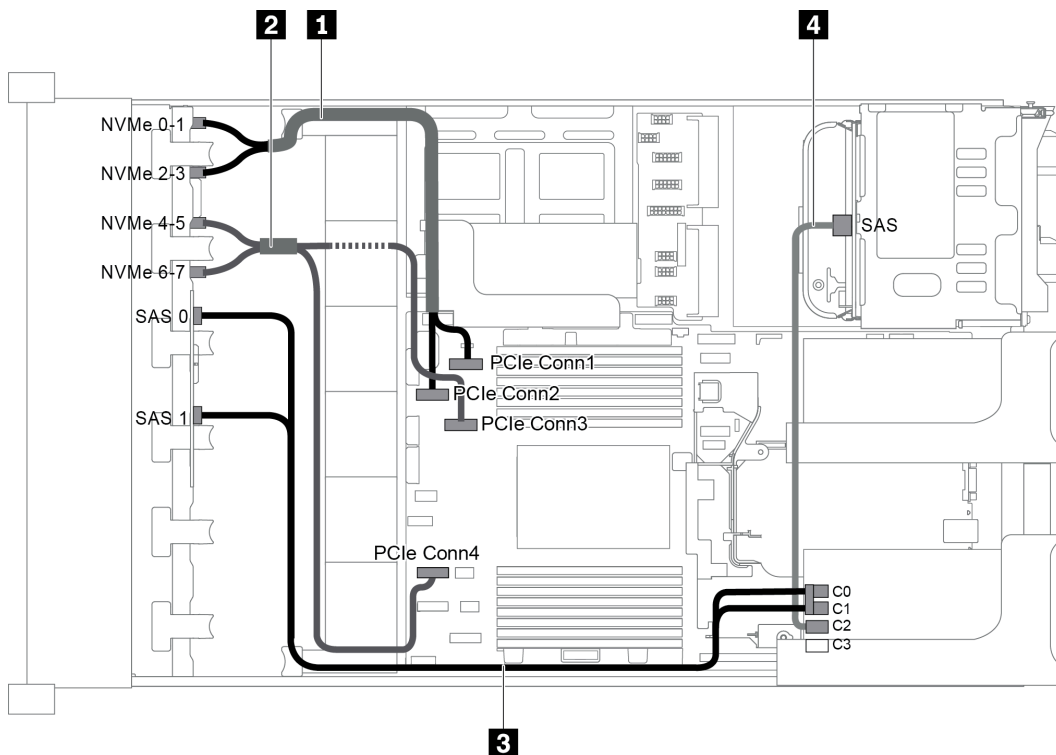 2
1
4
NVMe 0-1
NVMe 2-3
NVMe 4-5
SAS
NVMe 6-7
SAS 0
PCIe Conn1
PCIe Conn2
SAS 1
PCIe Conn3
PCIe Conn4
C0
C1
C2
C3
3